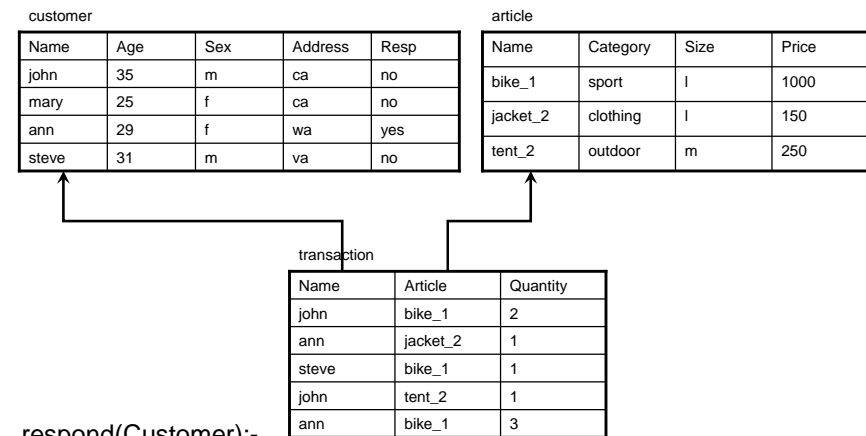 customer
Name Age Sex Address Resp
john 35 m ca no
mary 25 f ca no
ann 29 f wa yes
steve 31 m va no
article
Name Category Size Price
bike_1 sport l 1000
jacket_2 clothing l 150
tent_2 outdoor m 250
transaction
Name Article Quantity
john bike_1 2
ann jacket_2 1
steve bike_1 1
john tent_2 1
ann bike_1 3
respond(Customer):-